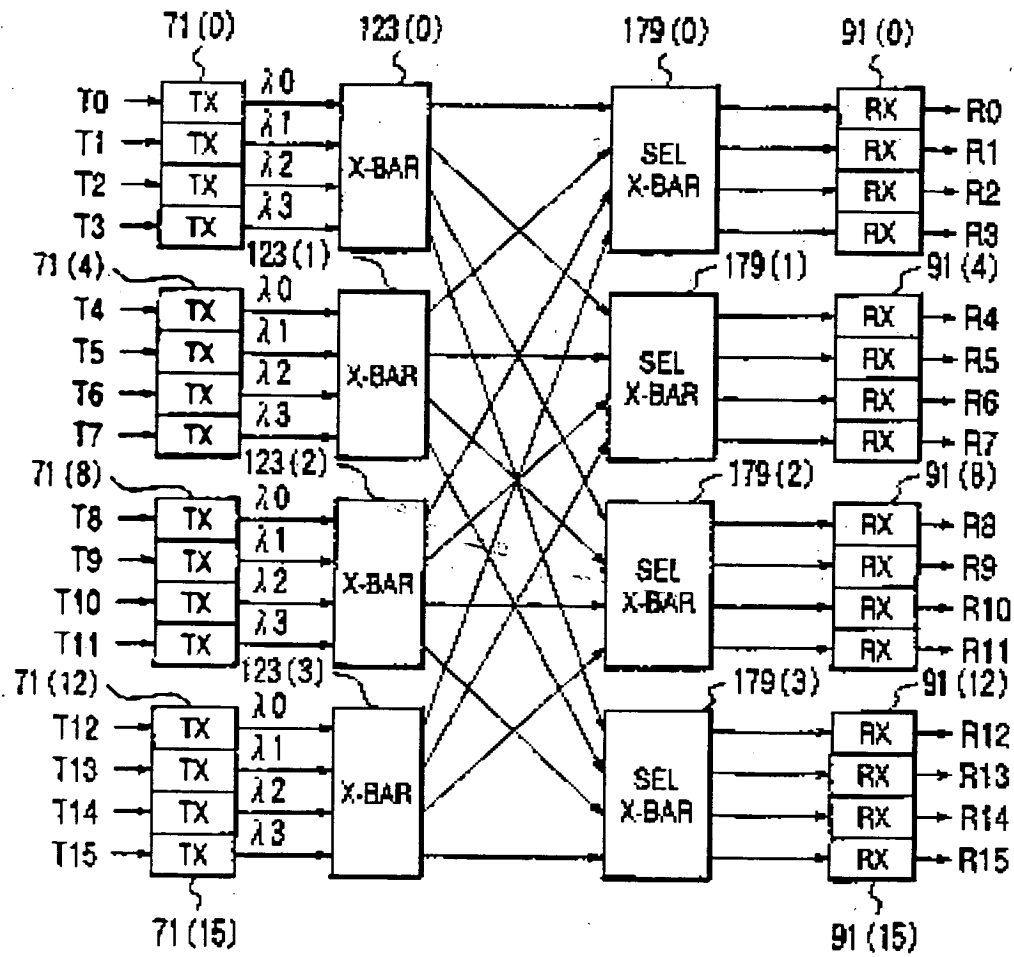 71(0) 123(0) 179(0) 91(0)
T0 TX λ0 RX R0
T1 TX λ1 X-BAR SEL X-BAR RX R1
T2 TX λ2 RX R2
T3 TX λ3 RX R3
71(4) 123(1) 179(1) 91(4)
T4 TX λ0 RX R4
T5 TX λ1 X-BAR SEL X-BAR RX R5
T6 TX λ2 RX R6
T7 TX λ3 RX R7
71(8) 123(2) 179(2) 91(8)
T8 TX λ0 RX R8
T9 TX λ1 X-BAR SEL X-BAR RX R9
T10 TX λ2 RX R10
T11 TX λ3 RX R11
71(12) 123(3) 179(3) 91(12)
T12 TX λ0 RX R12
T13 TX λ1 X-BAR SEL X-BAR RX R13
T14 TX λ2 RX R14
T15 TX λ3 RX R15
71(15) 91(15)